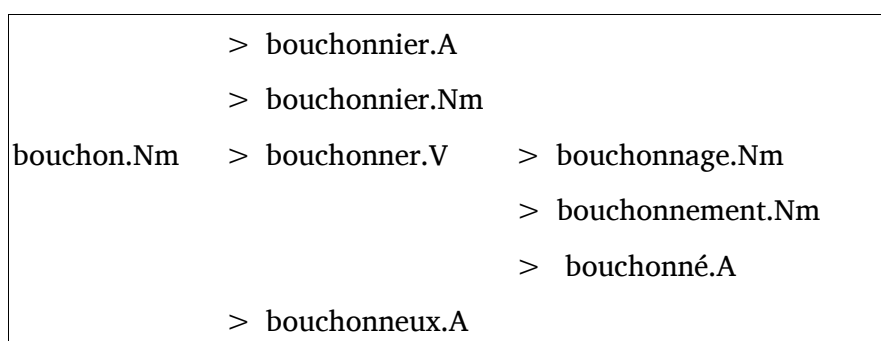 > bouchonnier.A
> bouchonnier.Nm
bouchon.Nm > bouchonner.V > bouchonnage.Nm
> bouchonnement.Nm
> bouchonné.A
> bouchonneux.A